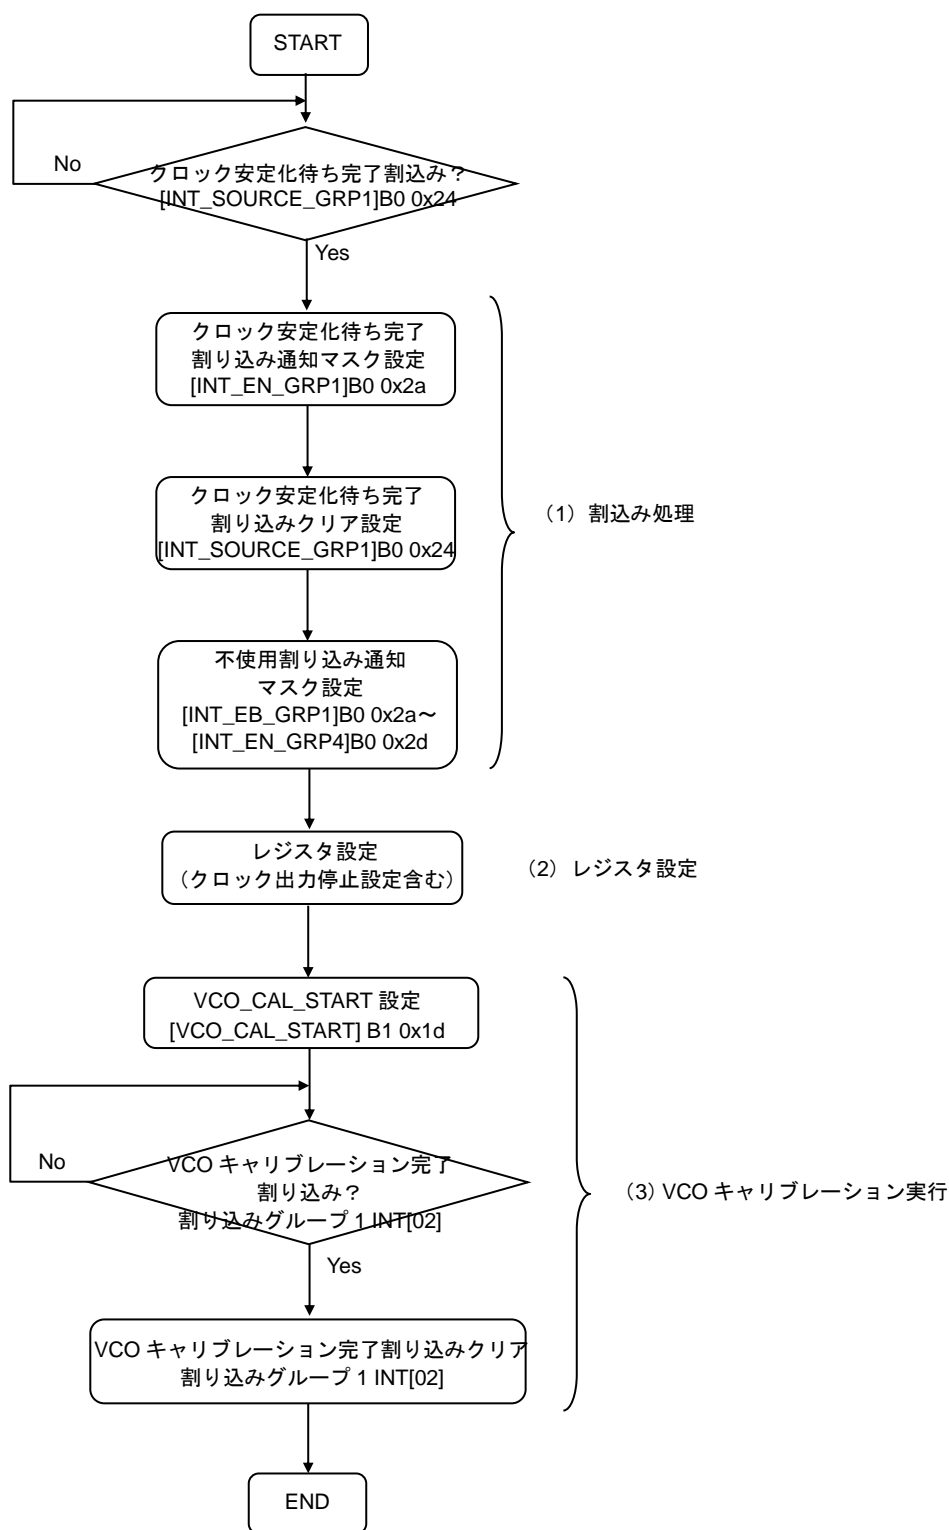 START
No
クロック安定化待ち完了割込み?
[INT_SOURCE_GRP1]B0 0x24
Yes
クロック安定化待ち完了
割り込み通知マスク設定
[INT_EN_GRP1]B0 0x2a
クロック安定化待ち完了
割り込みクリア設定
[INT_SOURCE_GRP1]B0 0x24
(1) 割込み処理
不使用割り込み通知
マスク設定
[INT_EB_GRP1]B0 0x2a～
[INT_EN_GRP4]B0 0x2d
レジスタ設定
(クロック出力停止設定含む)
(2) レジスタ設定
VCO_CAL_START 設定
[VCO_CAL_START] B1 0x1d
No
VCO キャリブレーション完了
割り込み?
割り込みグループ 1 INT[02]
(3) VCO キャリブレーション実行
Yes
VCO キャリブレーション完了割り込みクリア
割り込みグループ 1 INT[02]
END